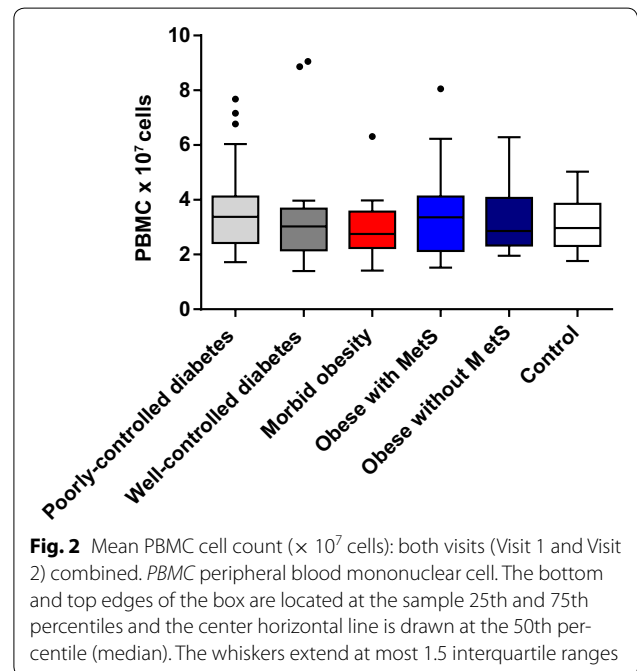 10
8
6
4
2
0
PBMC x 10⁷ cells
Poorly-controlled diabetes
Well-controlled diabetes
Morbid obesity
Obese with MetS
Obese without M etS
Control
Fig. 2 Mean PBMC cell count (× 10⁷ cells): both visits (Visit 1 and Visit
2) combined. PBMC peripheral blood mononuclear cell. The bottom
and top edges of the box are located at the sample 25th and 75th
percentiles and the center horizontal line is drawn at the 50th per-
centile (median). The whiskers extend at most 1.5 interquartile ranges